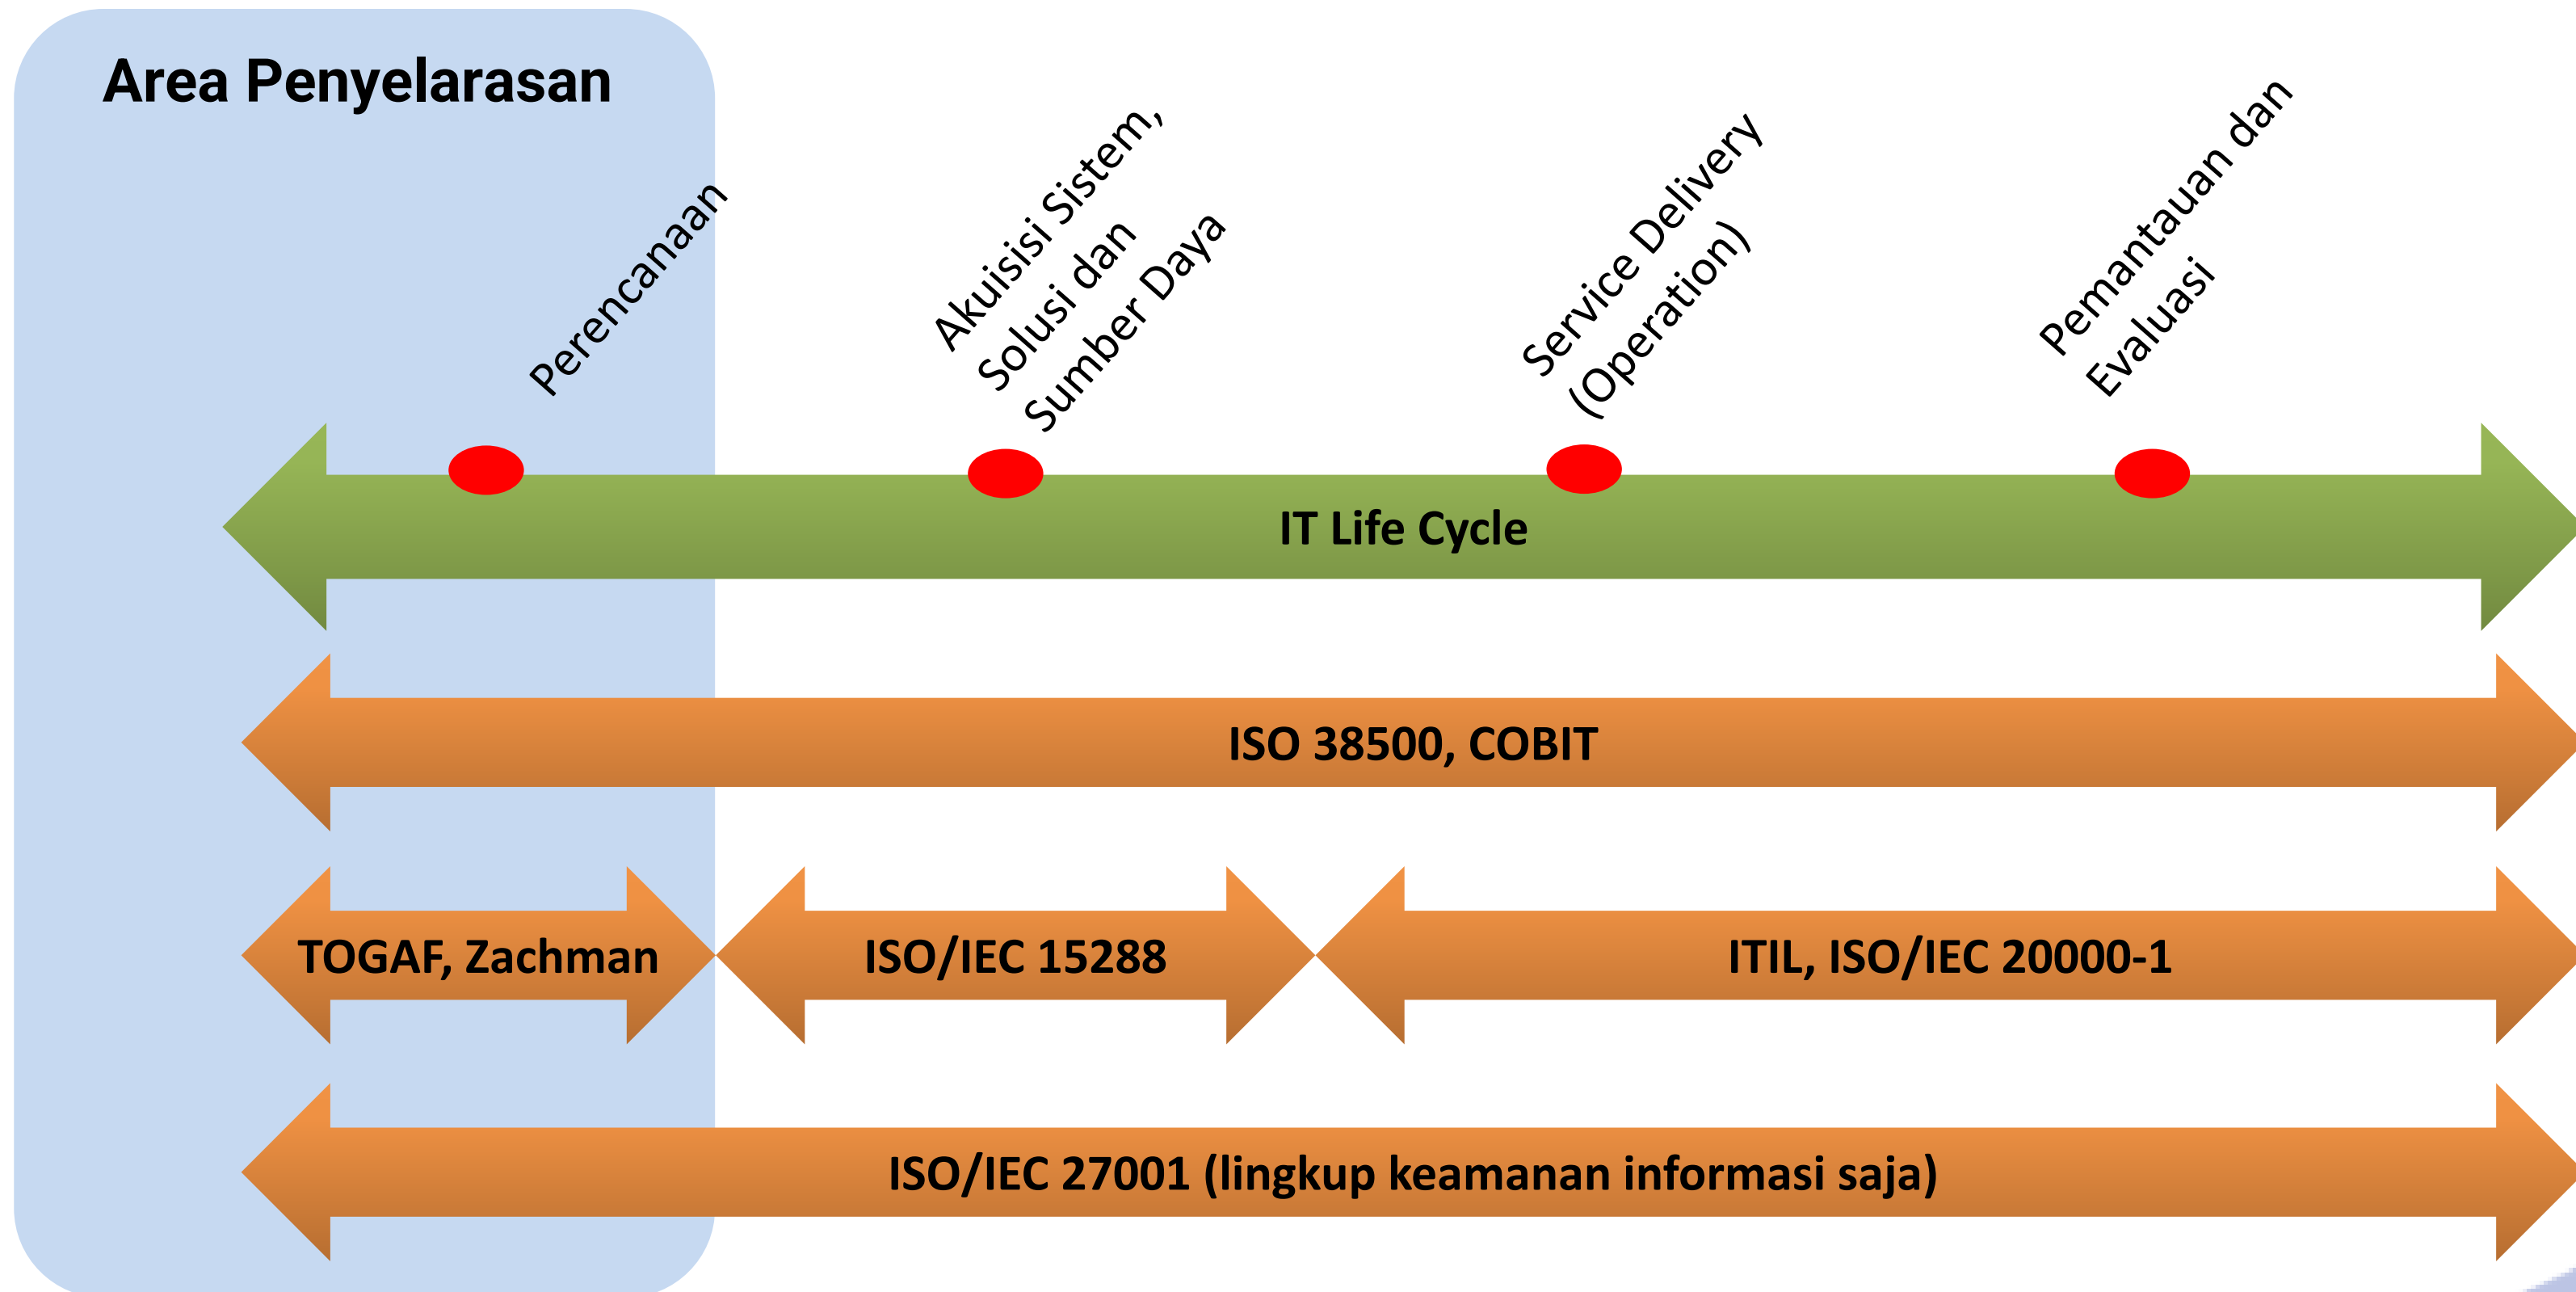 Area Penyelarasan
Perencanaan
Akuisisi Sistem,
Solusi dan
Sumber Daya
Service Delivery
(Operation)
Pemantauan dan
Evaluasi
IT Life Cycle
ISO 38500, COBIT
TOGAF, Zachman
ISO/IEC 15288
ITIL, ISO/IEC 20000-1
ISO/IEC 27001 (lingkup keamanan informasi saja)